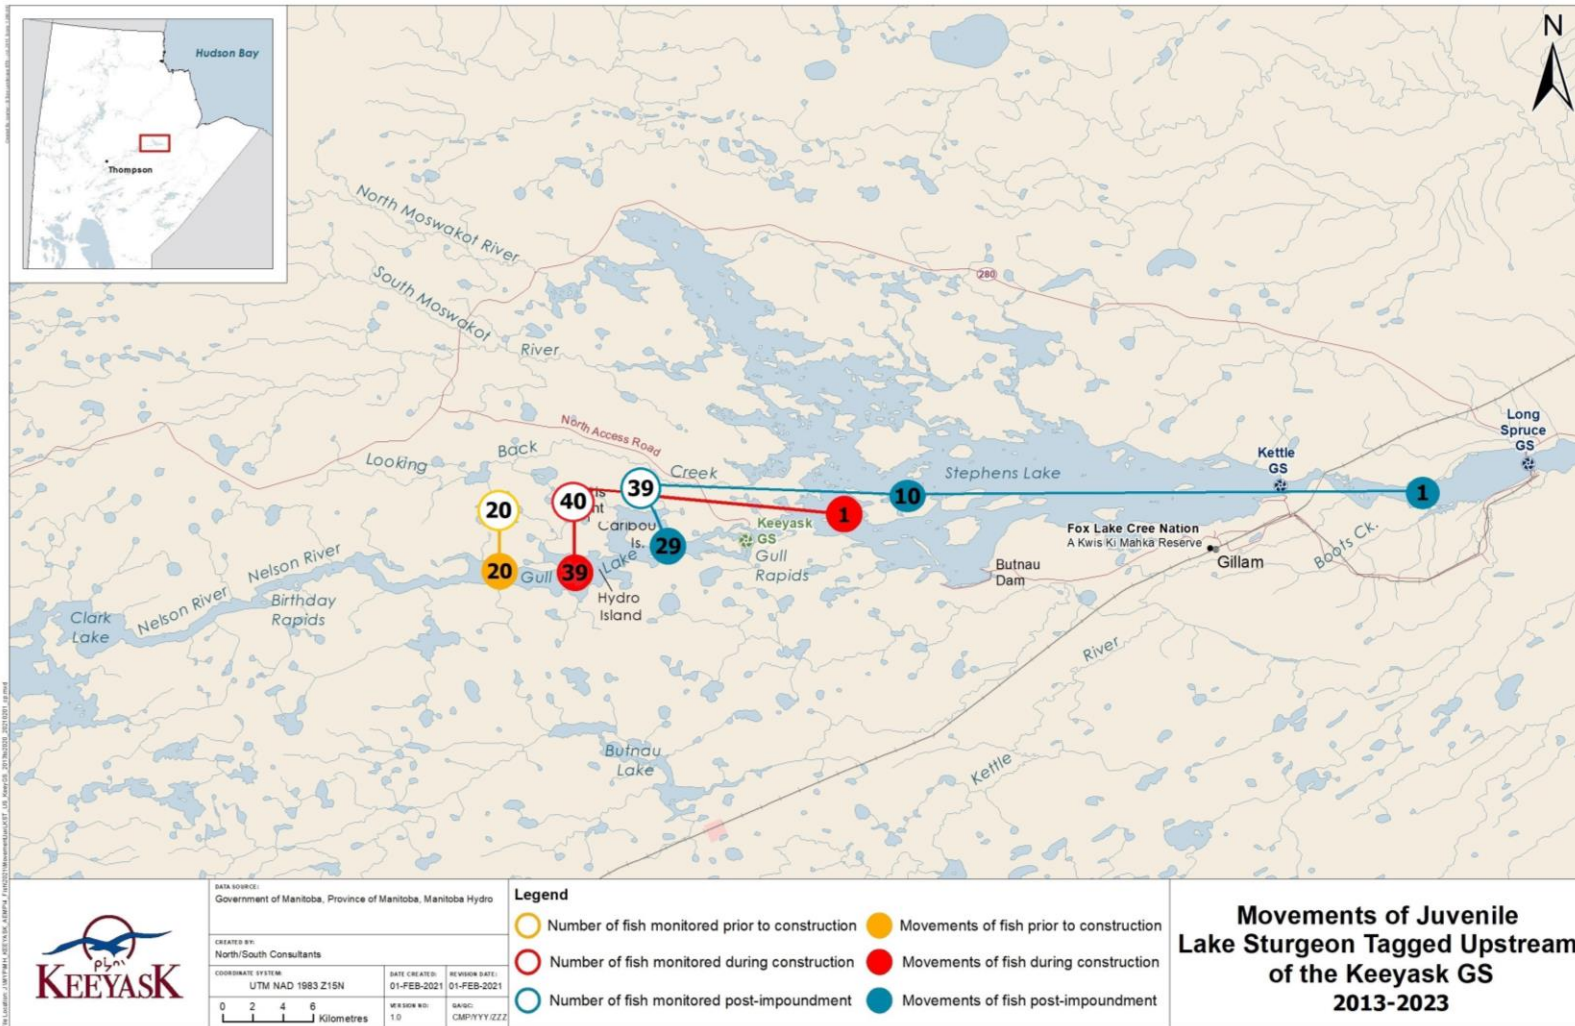 Hudson Bay
Thompson
N
North Moswakot River
South Moswakot
River
280
North Access Road
Looking
Back
Creek
Stephens Lake
Kettle
GS
Long
Spruce
GS
20
40
39
1
10
1
20
39
29
Caribou
Is.
Keeyask
GS
Gull
Rapids
Gull
Lake
Hydro
Island
Nelson River
Nelson River
Birthday
Rapids
Clark
Lake
Butnau
Dam
Fox Lake Cree Nation
A Kwis Ki Mahka Reserve
Gillam
Boots Ck.
Kettle
River
Butnau
Lake
KEEYASK
DATA SOURCE:
Government of Manitoba, Province of Manitoba, Manitoba Hydro
CREATED BY:
North/South Consultants
COORDINATE SYSTEM:
UTM NAD 1983 Z15N
DATE CREATED:
01-FEB-2021
REVISION DATE:
01-FEB-2021
0 2 4 6 Kilometres
VERSION NO:
1.0
QA/QC:
CMP/YYY/ZZZ
Legend
Number of fish monitored prior to construction
Movements of fish prior to construction
Number of fish monitored during construction
Movements of fish during construction
Number of fish monitored post-impoundment
Movements of fish post-impoundment
Movements of Juvenile
Lake Sturgeon Tagged Upstream
of the Keeyask GS
2013-2023